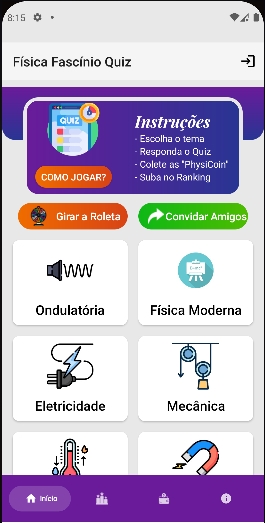 8:15
Física Fascínio Quiz
QUIZ
Instruções
- Escolha o tema
- Responda o Quiz
- Colete as "PhysiCoin"
- Suba no Ranking
COMO JOGAR?
Girar a Roleta
Convidar Amigos
Ondulatória
Física Moderna
Eletricidade
Mecânica
Início